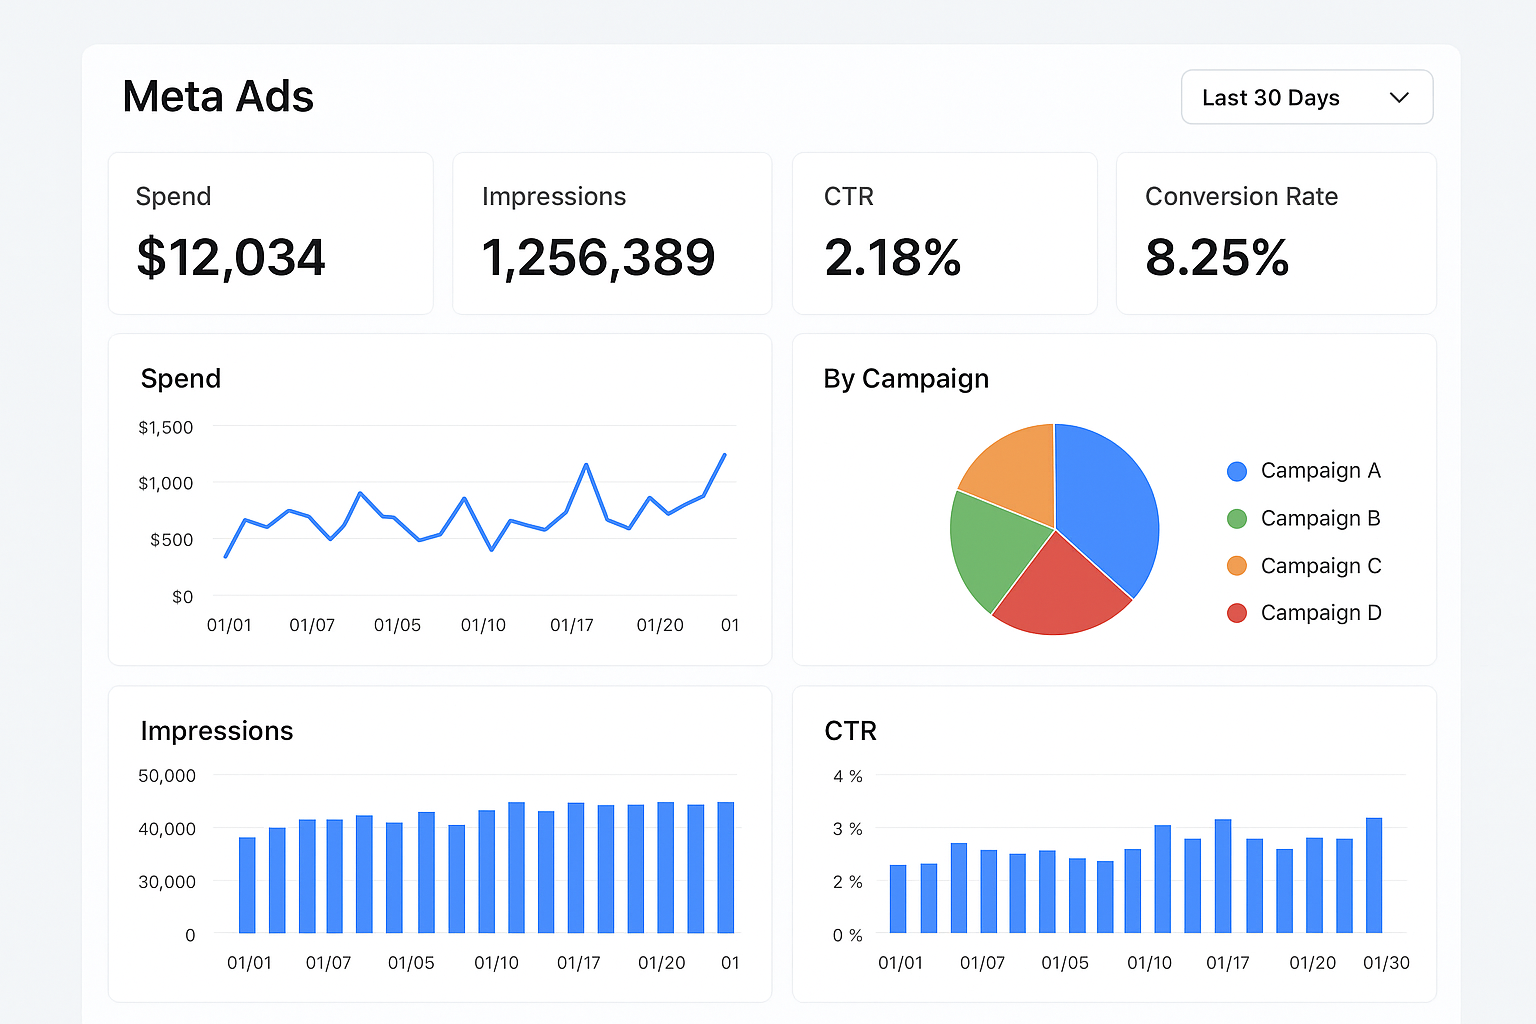 Meta Ads
Last 30 Days
Spend
$12,034
Impressions
1,256,389
CTR
2.18%
Conversion Rate
8.25%
Spend
$1,500
$1,000
$500
$0
01/01 01/07 01/05 01/10 01/17 01/20 01
By Campaign
Campaign A
Campaign B
Campaign C
Campaign D
Impressions
50,000
40,000
30,000
0
01/01 01/07 01/05 01/10 01/17 01/20 01
CTR
4 %
3 %
2 %
0 %
01/01 01/07 01/05 01/10 01/17 01/20 01/30